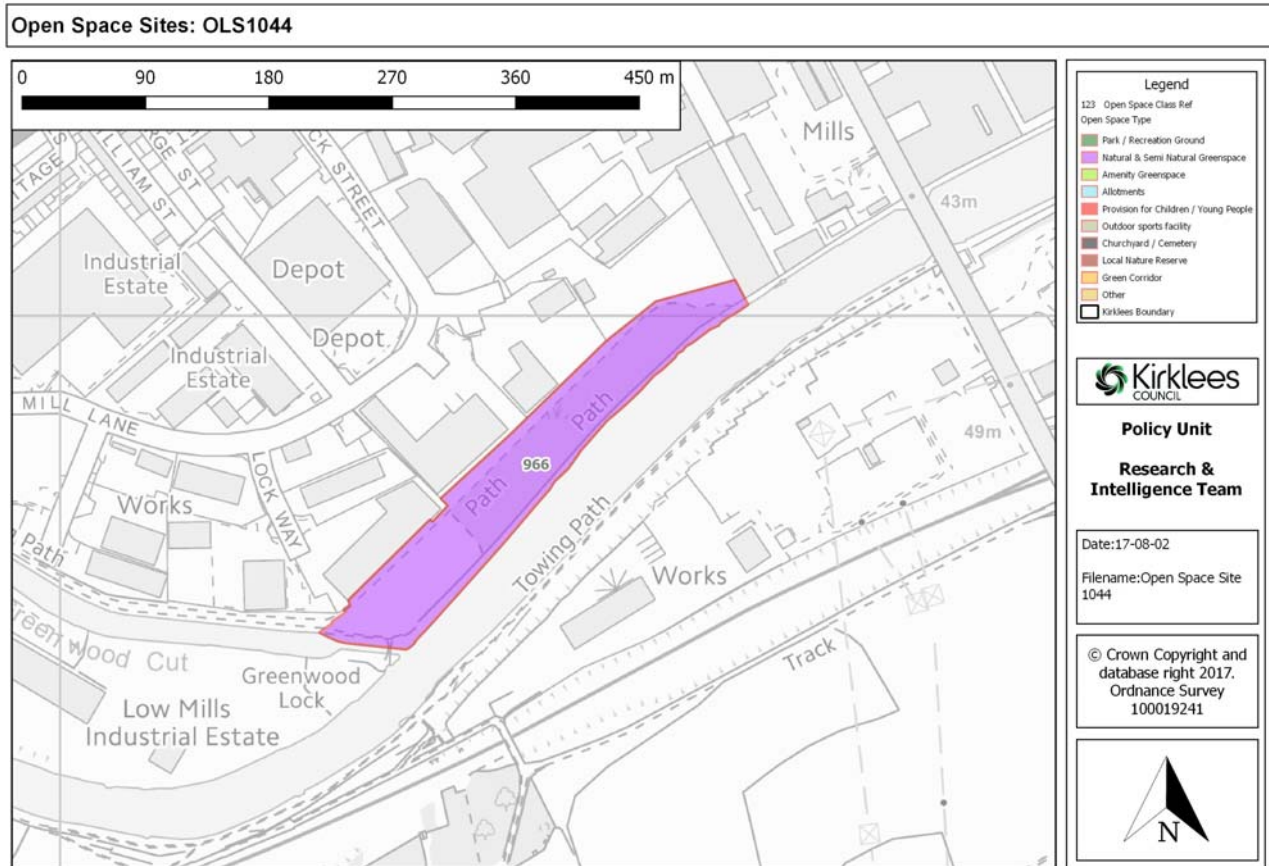 Open Space Sites: OLS1044
0 90 180 270 360 450 m
LLIAM ST
CK STREET
Mills
43m
Industrial
Estate
Depot
Depot
Industrial
Estate
MILL LANE
LOCK WAY
Works
Path
Path
966
Path
Towing Path
49m
Works
Track
Greenwood
Lock
Low Mills
Industrial Estate
Legend
123 Open Space Class Ref
Open Space Type
Park / Recreation Ground
Natural & Semi Natural Greenspace
Amenity Greenspace
Allotments
Provision for Children / Young People
Outdoor sports facility
Churchyard / Cemetery
Local Nature Reserve
Green Corridor
Other
Kirklees Boundary
Kirklees
COUNCIL
Policy Unit
Research &
Intelligence Team
Date:17-08-02
Filename:Open Space Site
1044
© Crown Copyright and
database right 2017.
Ordnance Survey
100019241
N